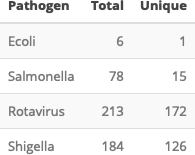 Pathogen Total Unique
Ecoli 6 1
Salmonella 78 15
Rotavirus 213 172
Shigella 184 126